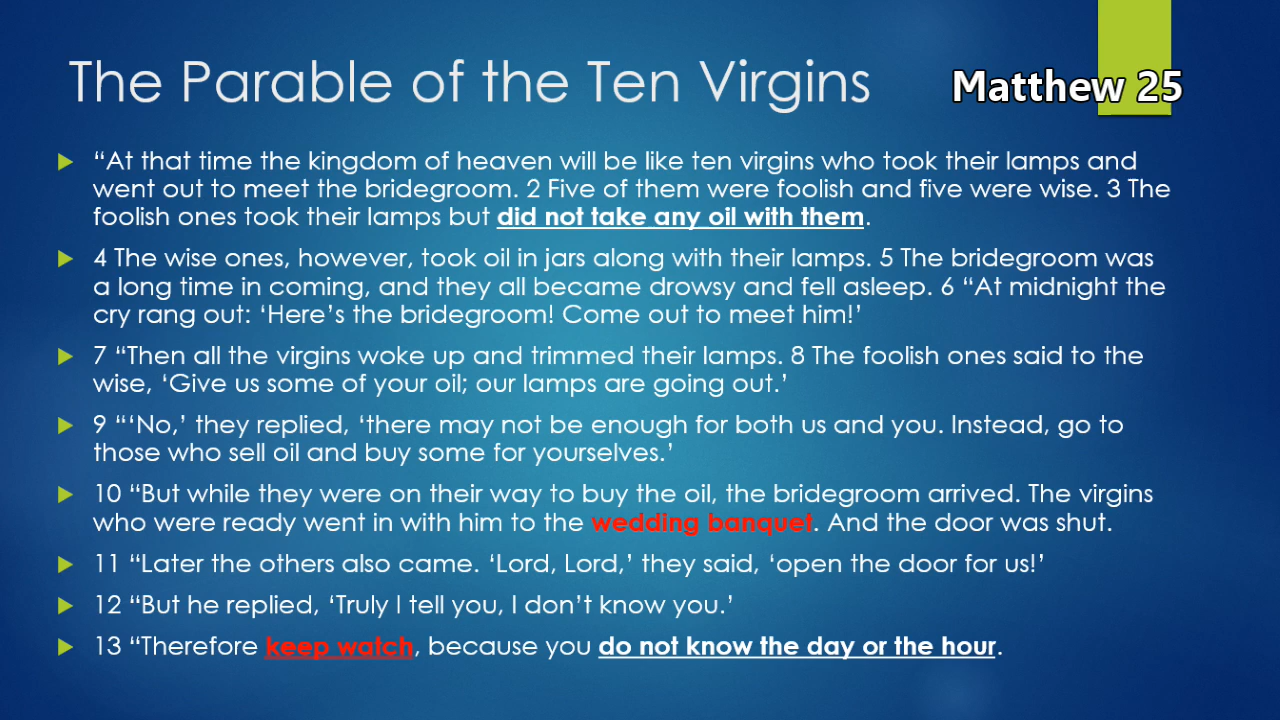 The Parable of the Ten Virgins
Matthew 25
“At that time the kingdom of heaven will be like ten virgins who took their lamps and
went out to meet the bridegroom. 2 Five of them were foolish and five were wise. 3 The
foolish ones took their lamps but did not take any oil with them.
4 The wise ones, however, took oil in jars along with their lamps. 5 The bridegroom was
a long time in coming, and they all became drowsy and fell asleep. 6 “At midnight the
cry rang out: ‘Here’s the bridegroom! Come out to meet him!’
7 “Then all the virgins woke up and trimmed their lamps. 8 The foolish ones said to the
wise, ‘Give us some of your oil; our lamps are going out.’
9 “‘No,’ they replied, ‘there may not be enough for both us and you. Instead, go to
those who sell oil and buy some for yourselves.’
10 “But while they were on their way to buy the oil, the bridegroom arrived. The virgins
who were ready went in with him to the wedding banquet. And the door was shut.
11 “Later the others also came. ‘Lord, Lord,’ they said, ‘open the door for us!’
12 “But he replied, ‘Truly I tell you, I don’t know you.’
13 “Therefore keep watch, because you do not know the day or the hour.